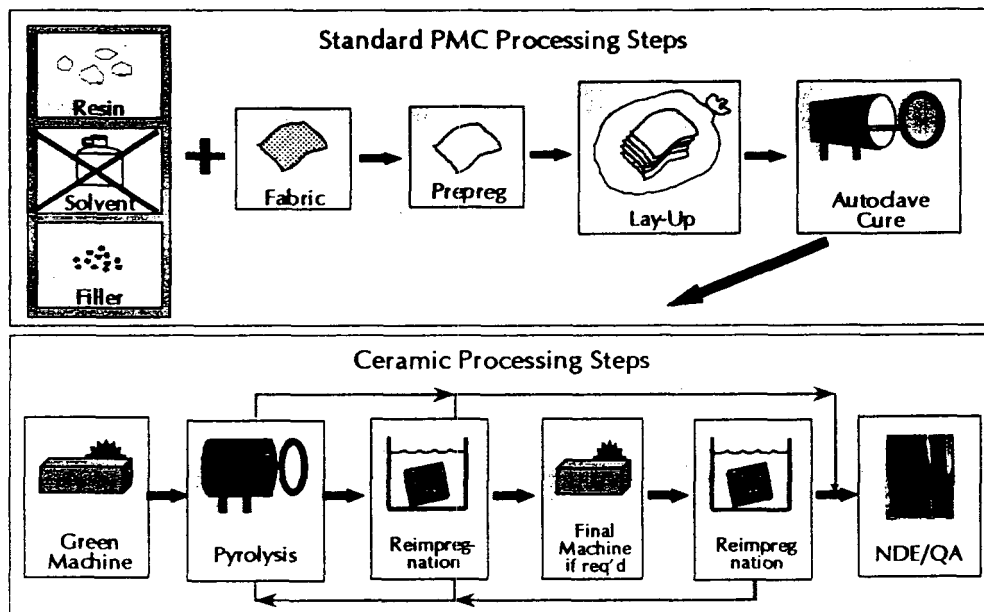 Standard PMC Processing Steps
Resin
Solvent
Filler
Fabric
Prepreg
Lay-Up
Autoclave
Cure
Ceramic Processing Steps
Green
Machine
Pyrolysis
Reimpreg-
nation
Final
Machine
if req'd
Reimpreg
nation
NDE/QA